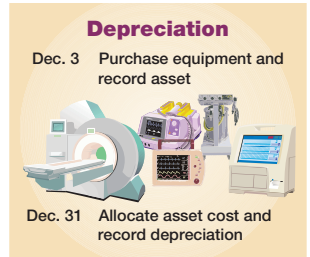 Depreciation
Dec. 3 Purchase equipment and
record asset
Dec. 31 Allocate asset cost and
record depreciation